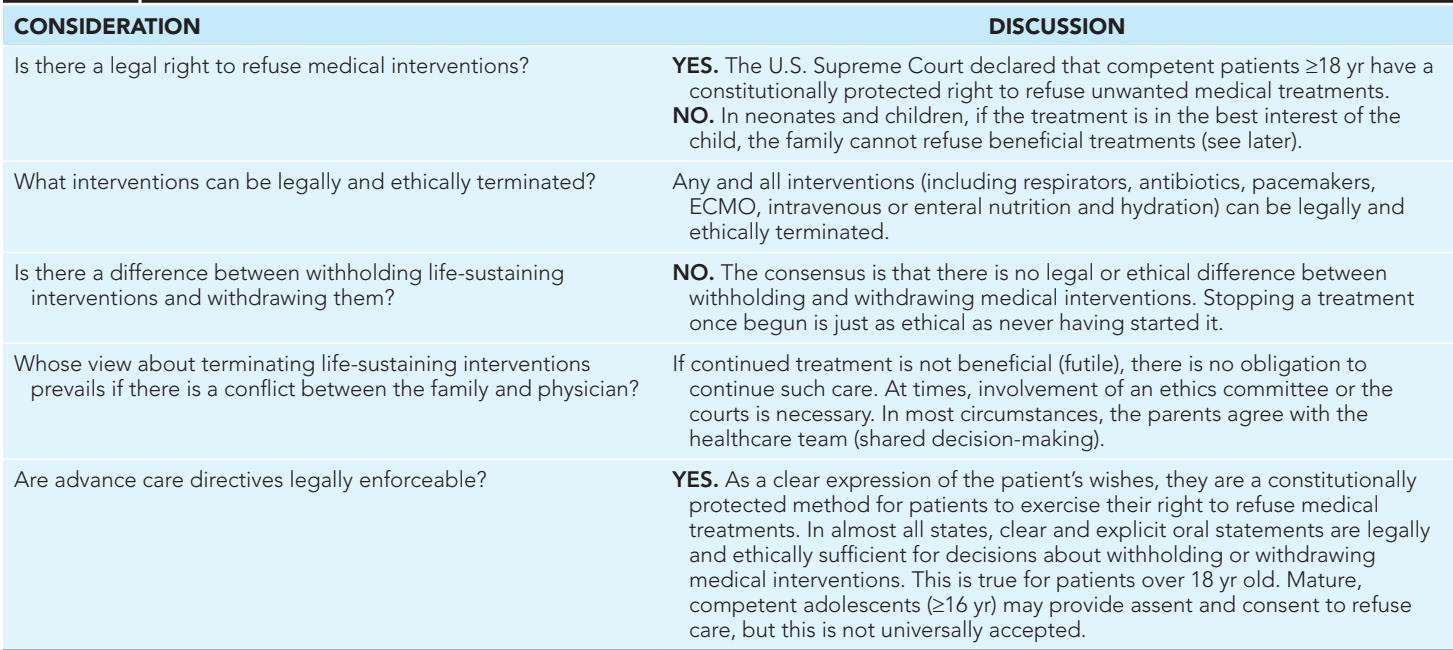 CONSIDERATION
DISCUSSION
Is there a legal right to refuse medical interventions?
YES. The U.S. Supreme Court declared that competent patients ≥18 yr have a
constitutionally protected right to refuse unwanted medical treatments.
NO. In neonates and children, if the treatment is in the best interest of the
child, the family cannot refuse beneficial treatments (see later).
What interventions can be legally and ethically terminated?
Any and all interventions (including respirators, antibiotics, pacemakers,
ECMO, intravenous or enteral nutrition and hydration) can be legally and
ethically terminated.
Is there a difference between withholding life-sustaining
interventions and withdrawing them?
NO. The consensus is that there is no legal or ethical difference between
withholding and withdrawing medical interventions. Stopping a treatment
once begun is just as ethical as never having started it.
Whose view about terminating life-sustaining interventions
prevails if there is a conflict between the family and physician?
If continued treatment is not beneficial (futile), there is no obligation to
continue such care. At times, involvement of an ethics committee or the
courts is necessary. In most circumstances, the parents agree with the
healthcare team (shared decision-making).
Are advance care directives legally enforceable?
YES. As a clear expression of the patient's wishes, they are a constitutionally
protected method for patients to exercise their right to refuse medical
treatments. In almost all states, clear and explicit oral statements are legally
and ethically sufficient for decisions about withholding or withdrawing
medical interventions. This is true for patients over 18 yr old. Mature,
competent adolescents (≥16 yr) may provide assent and consent to refuse
care, but this is not universally accepted.